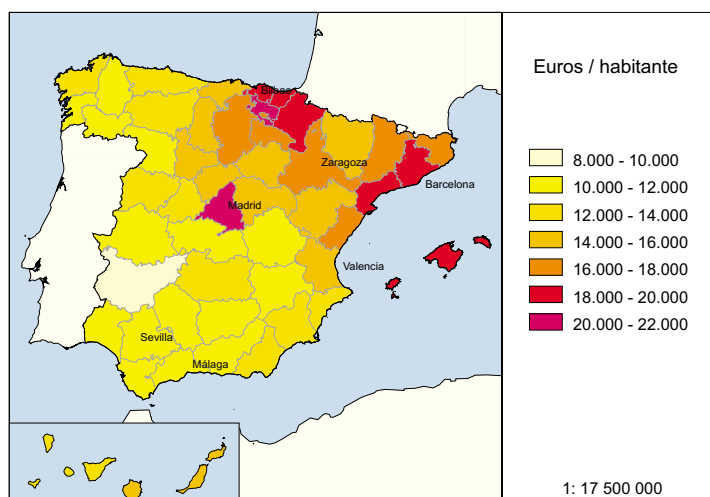 Euros / habitante
Bilbao
Zaragoza
Barcelona
Madrid
Valencia
Sevilla
Málaga
8.000 - 10.000
10.000 - 12.000
12.000 - 14.000
14.000 - 16.000
16.000 - 18.000
18.000 - 20.000
20.000 - 22.000
1: 17 500 000